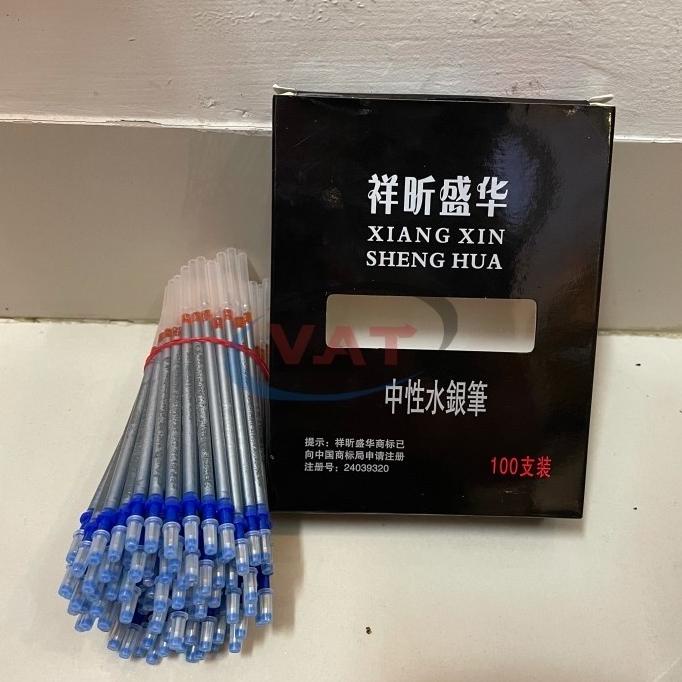 祥昕盛华
XIANG XIN
SHENG HUA
VAT
中性水銀筆
提示：祥昕盛华商标已
向中国商标局申请注册
注册号：24039320
100支装